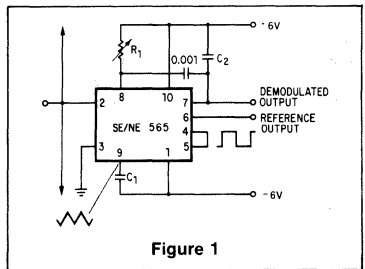 -6V
R1
C2
0.001
8 10
2 7 DEMODULATED OUTPUT
6 REFERENCE OUTPUT
SE/NE 565
4
3 5
9 1
C1
-6V
Figure 1